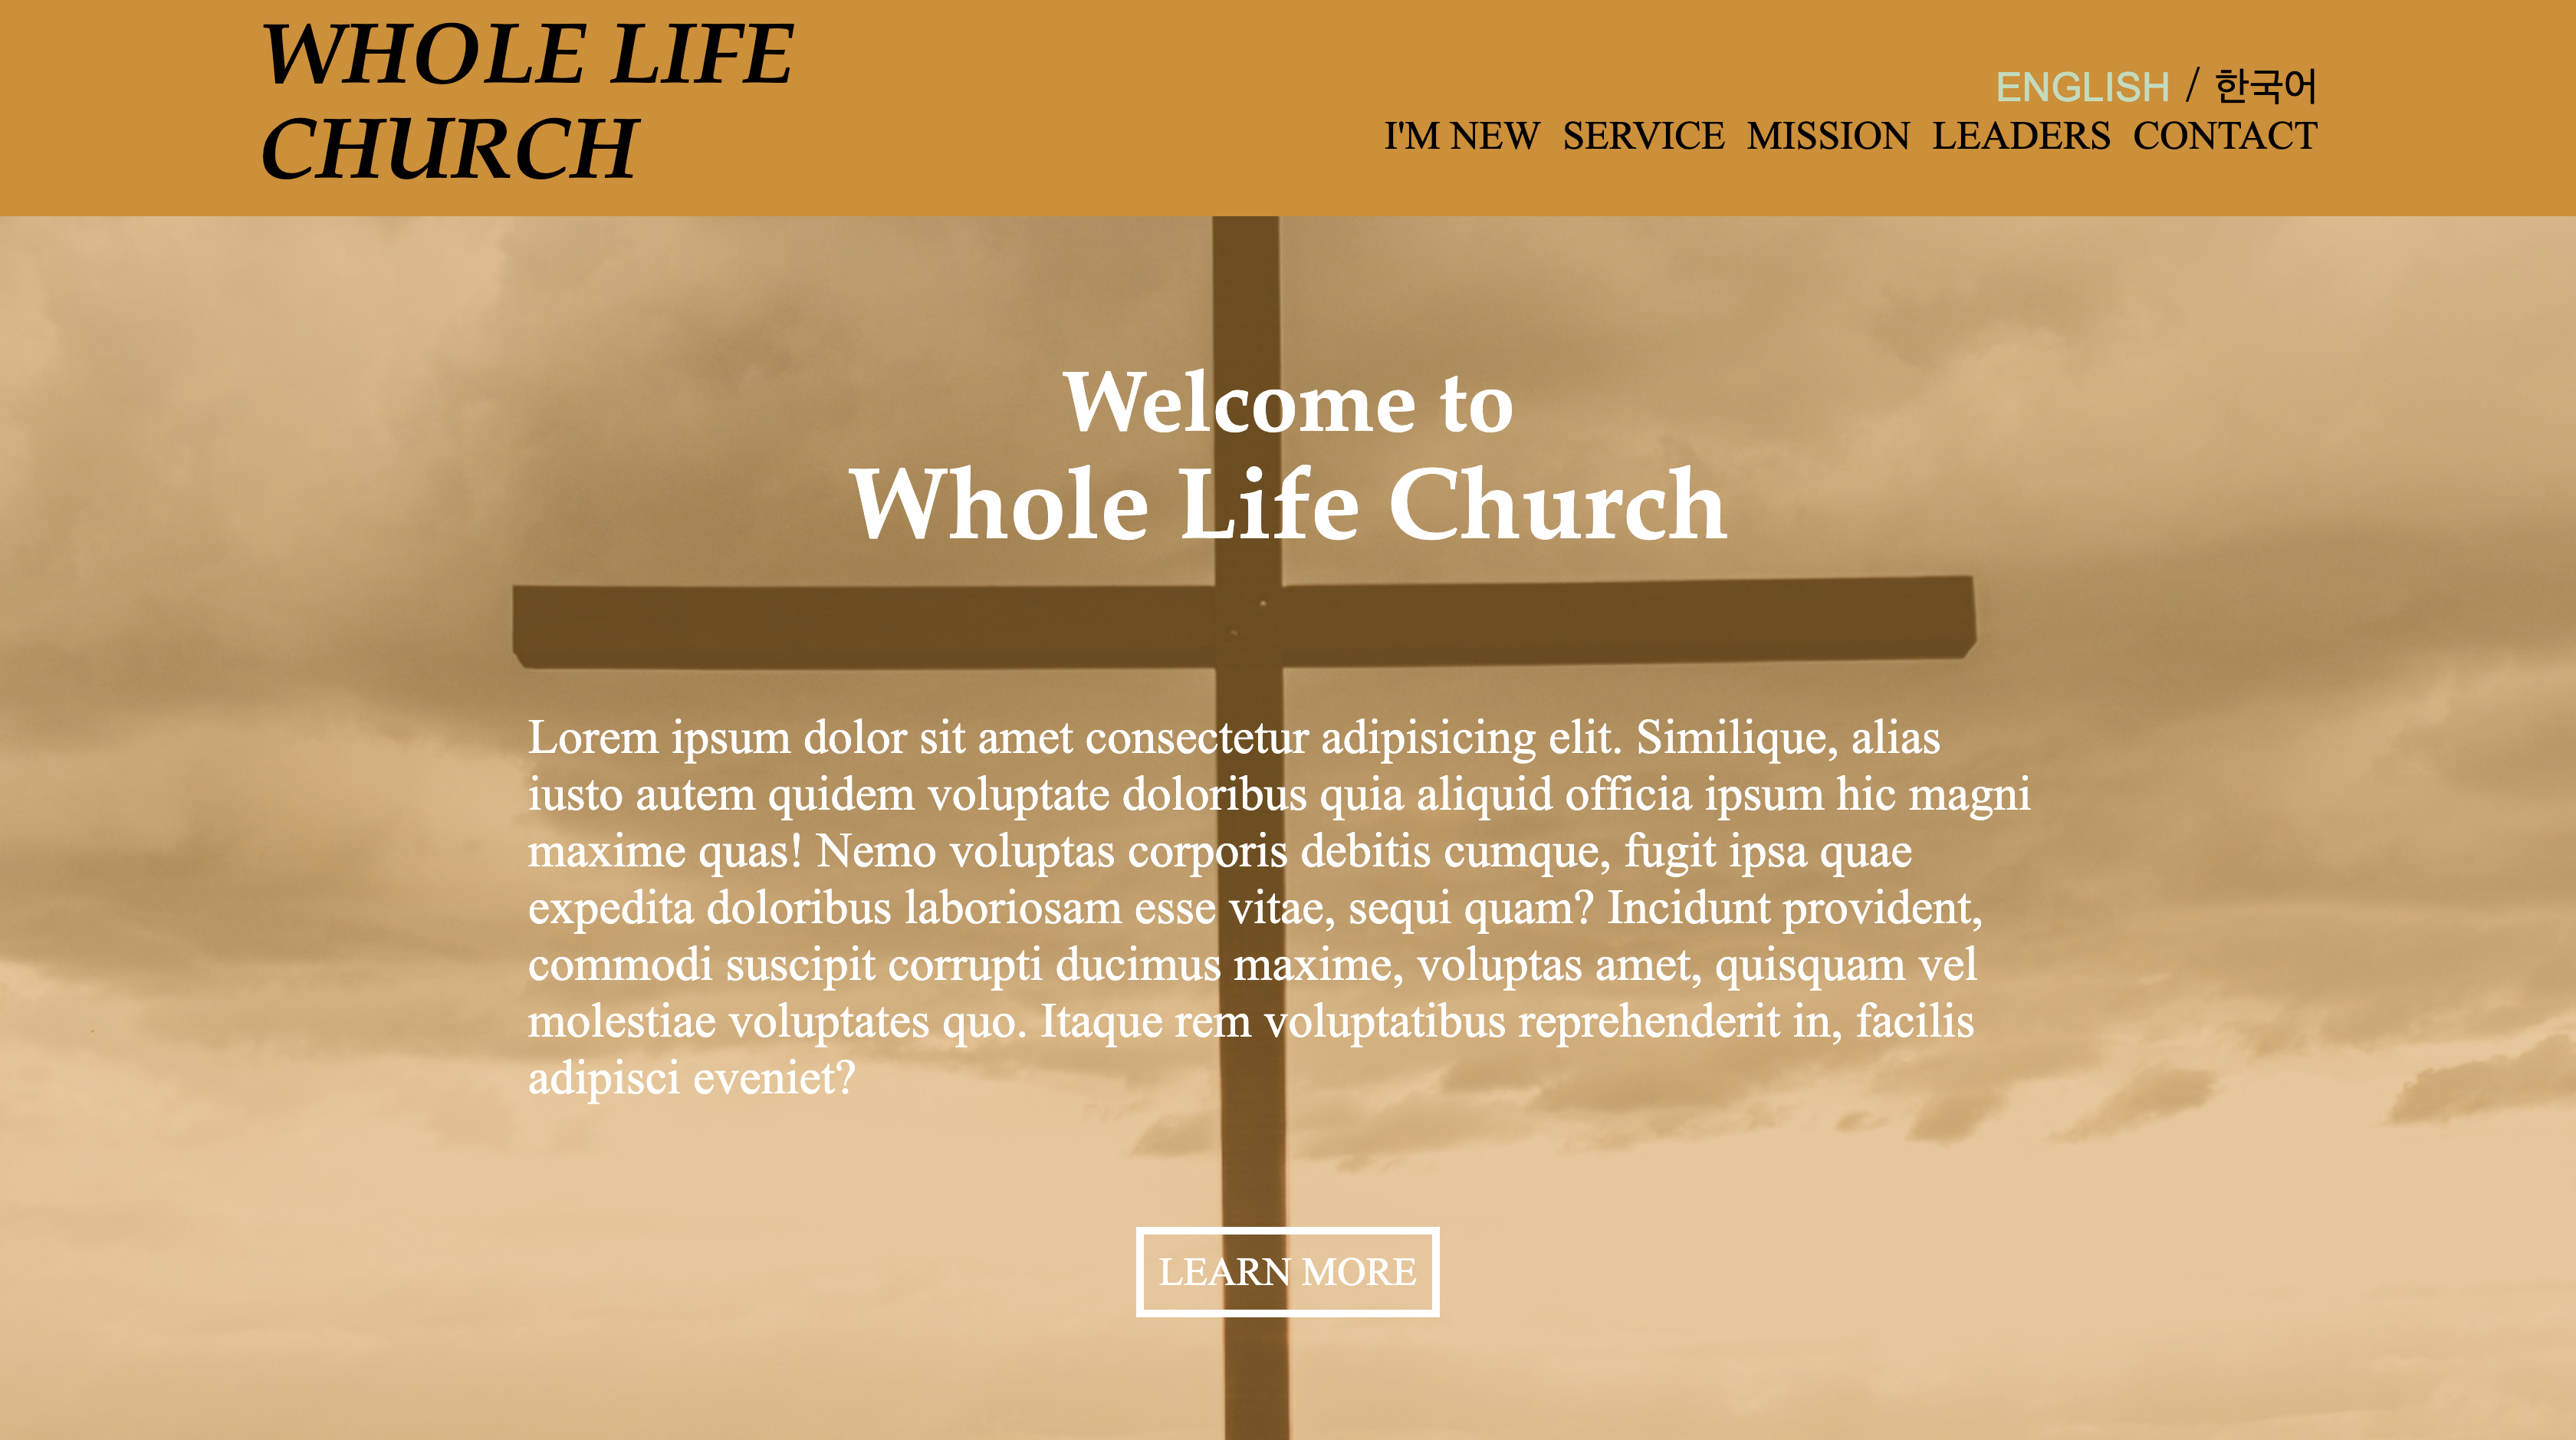 WHOLE LIFE
CHURCH
ENGLISH / 한국어
I'M NEW SERVICE MISSION LEADERS CONTACT
Welcome to
Whole Life Church
Lorem ipsum dolor sit amet consectetur adipisicing elit. Similique, alias
iusto autem quidem voluptate doloribus quia aliquid officia ipsum hic magni
maxime quas! Nemo voluptas corporis debitis cumque, fugit ipsa quae
expedita doloribus laboriosam esse vitae, sequi quam? Incidunt provident,
commodi suscipit corrupti ducimus maxime, voluptas amet, quisquam vel
molestiae voluptates quo. Itaque rem voluptatibus reprehenderit in, facilis
adipisci eveniet?
LEARN MORE